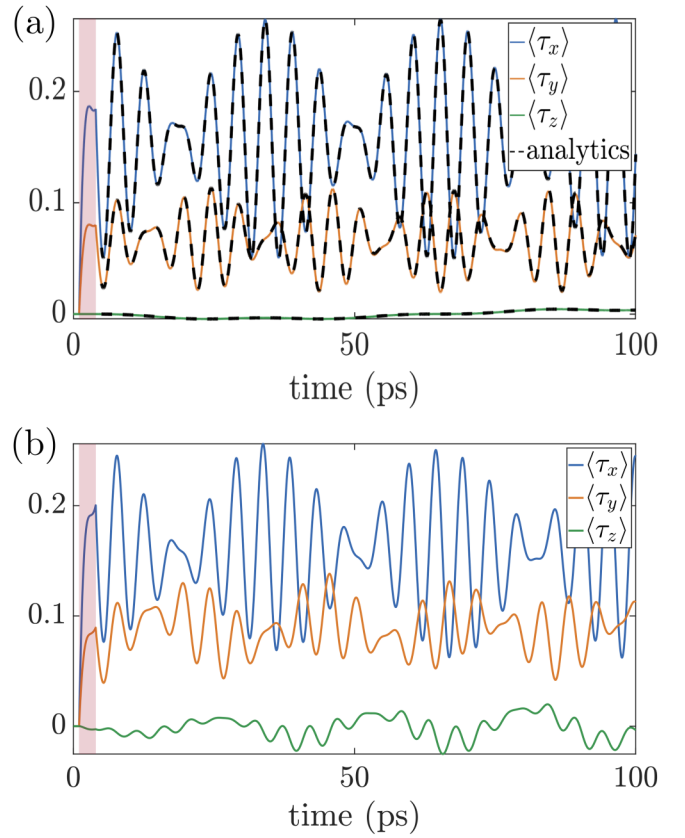 (a)
⟨τx⟩
⟨τy⟩
⟨τz⟩
analytics
0.2
0.1
0
0 50 100
time (ps)
(b)
⟨τx⟩
⟨τy⟩
⟨τz⟩
0.2
0.1
0
0 50 100
time (ps)